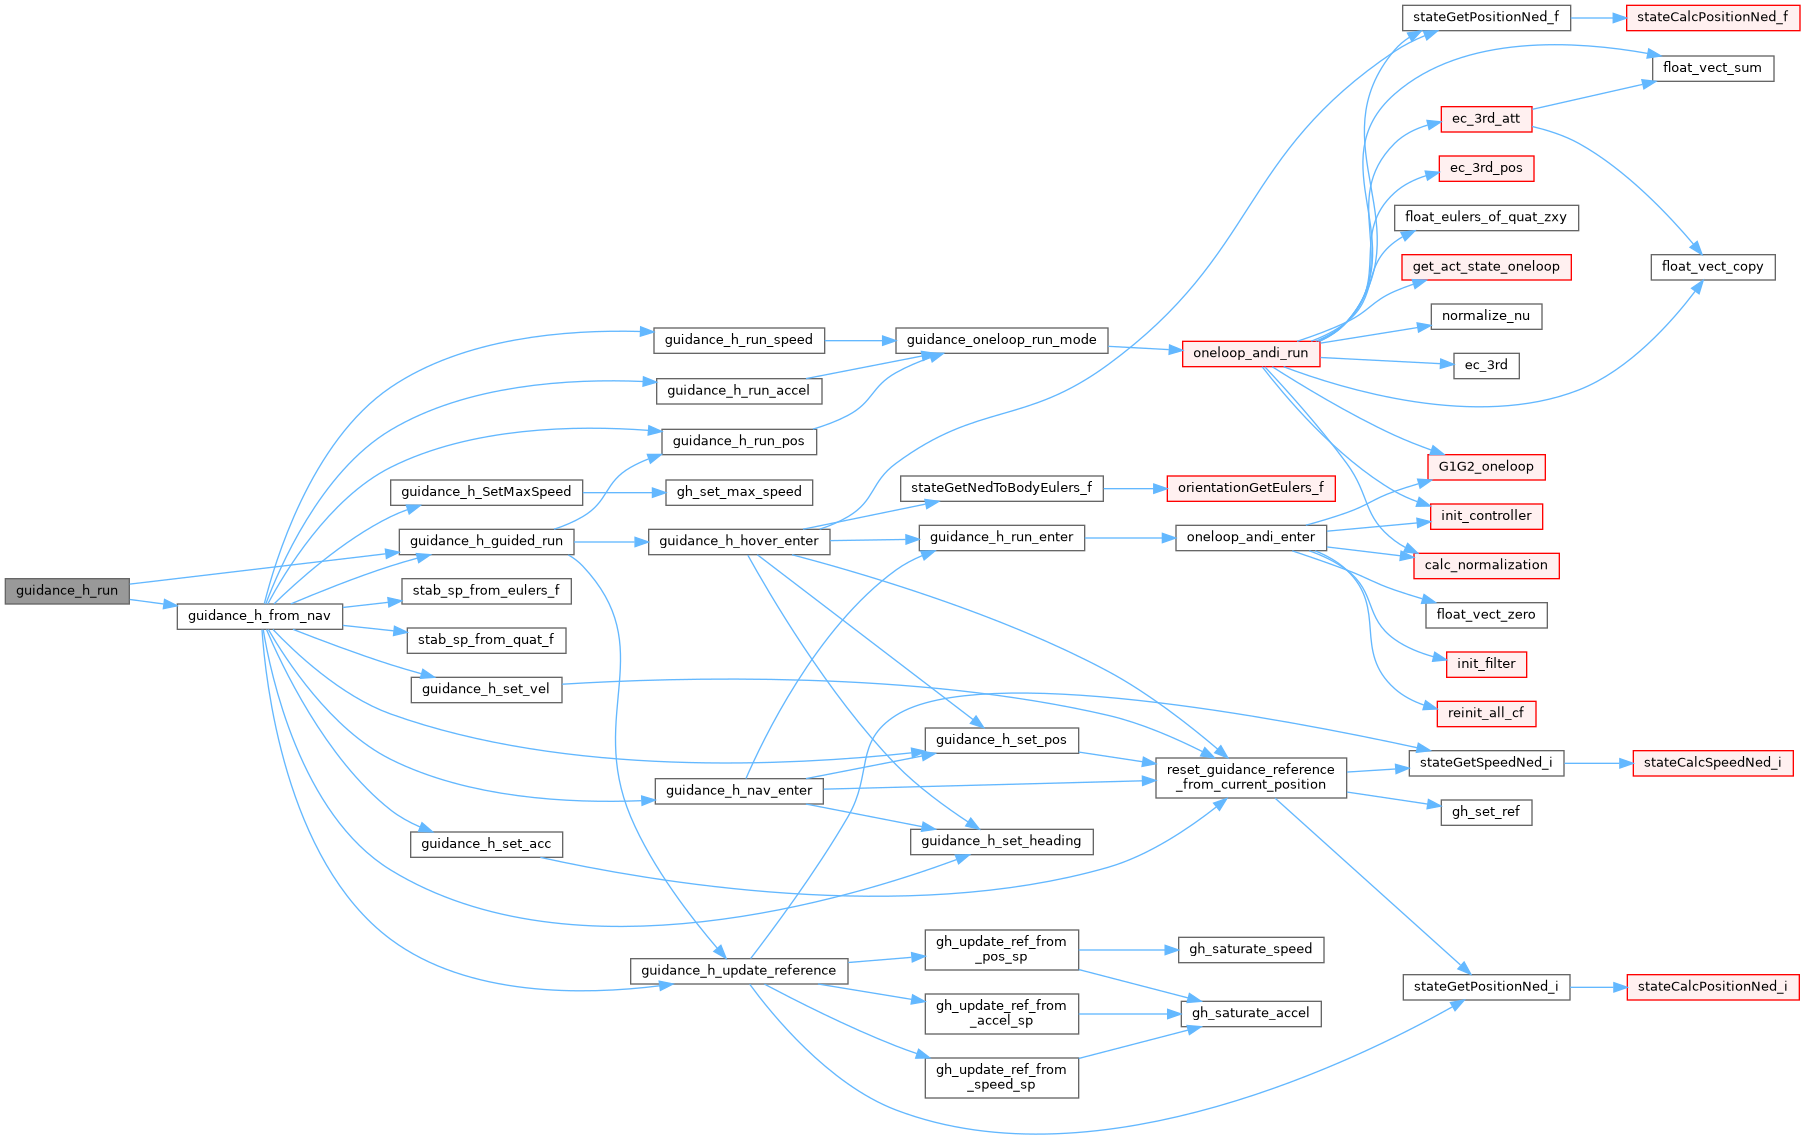 guidance_h_run
guidance_h_from_nav
guidance_h_SetMaxSpeed
guidance_h_guided_run
stab_sp_from_eulers_f
stab_sp_from_quat_f
guidance_h_set_vel
guidance_h_set_acc
guidance_h_run_speed
guidance_h_run_accel
guidance_h_run_pos
gh_set_max_speed
guidance_h_hover_enter
guidance_h_nav_enter
guidance_h_update_reference
guidance_oneloop_run_mode
stateGetNedToBodyEulers_f
guidance_h_run_enter
guidance_h_set_pos
guidance_h_set_heading
gh_update_ref_from
_pos_sp
gh_update_ref_from
_accel_sp
gh_update_ref_from
_speed_sp
oneloop_andi_run
orientationGetEulers_f
oneloop_andi_enter
reset_guidance_reference
_from_current_position
gh_saturate_speed
gh_saturate_accel
stateGetPositionNed_f
ec_3rd_att
ec_3rd_pos
float_eulers_of_quat_zxy
get_act_state_oneloop
normalize_nu
ec_3rd
G1G2_oneloop
init_controller
calc_normalization
float_vect_zero
init_filter
reinit_all_cf
stateGetSpeedNed_i
gh_set_ref
stateGetPositionNed_i
stateCalcPositionNed_f
float_vect_sum
float_vect_copy
stateCalcSpeedNed_i
stateCalcPositionNed_i